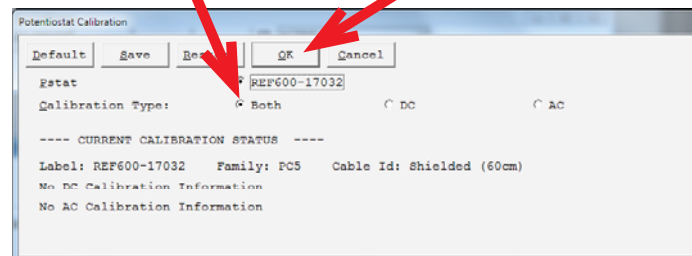 Potentiostat Calibration
Default Save OK Cancel
Pstat REF600-17032
Calibration Type: Both DC AC
---- CURRENT CALIBRATION STATUS ----
Label: REF600-17032 Family: PC5 Cable Id: Shielded (60cm)
No DC Calibration Information
No AC Calibration Information